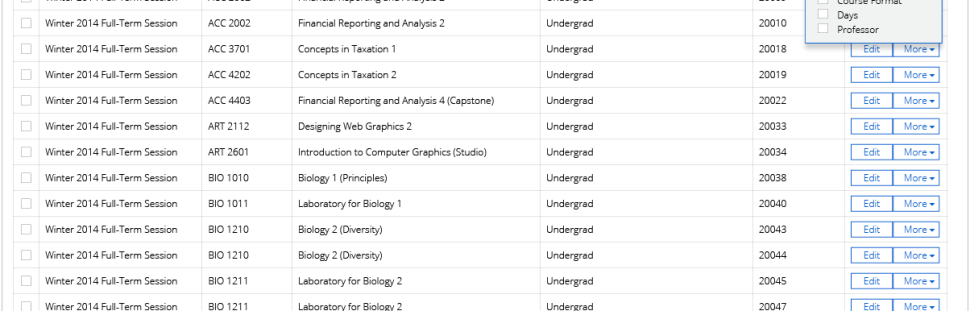 Course Format
Winter 2014 Full-Term Session ACC 2002 Financial Reporting and Analysis 2 Undergrad 20010
Days
Professor
Winter 2014 Full-Term Session ACC 3701 Concepts in Taxation 1 Undergrad 20018 Edit More
Winter 2014 Full-Term Session ACC 4202 Concepts in Taxation 2 Undergrad 20019 Edit More
Winter 2014 Full-Term Session ACC 4403 Financial Reporting and Analysis 4 (Capstone) Undergrad 20022 Edit More
Winter 2014 Full-Term Session ART 2112 Designing Web Graphics 2 Undergrad 20033 Edit More
Winter 2014 Full-Term Session ART 2601 Introduction to Computer Graphics (Studio) Undergrad 20034 Edit More
Winter 2014 Full-Term Session BIO 1010 Biology 1 (Principles) Undergrad 20038 Edit More
Winter 2014 Full-Term Session BIO 1011 Laboratory for Biology 1 Undergrad 20040 Edit More
Winter 2014 Full-Term Session BIO 1210 Biology 2 (Diversity) Undergrad 20043 Edit More
Winter 2014 Full-Term Session BIO 1210 Biology 2 (Diversity) Undergrad 20044 Edit More
Winter 2014 Full-Term Session BIO 1211 Laboratory for Biology 2 Undergrad 20045 Edit More
Winter 2014 Full-Term Session BIO 1211 Laboratory for Biology 2 Undergrad 20047 Edit More